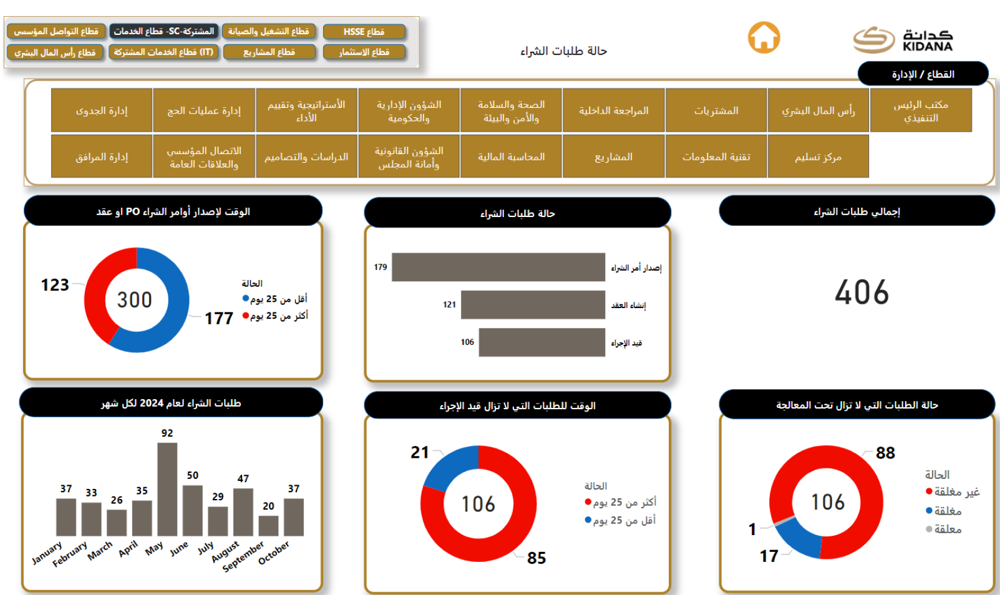 كدانة
KIDANA
حالة طلبات الشراء
قطاع HSSE
قطاع التشغيل والصيانة
المشتركة-SC- قطاع الخدمات
قطاع التواصل المؤسسي
قطاع الاستثمار
قطاع المشاريع
(IT) قطاع الخدمات المشتركة
قطاع رأس المال البشري
القطاع / الإدارة
مكتب الرئيس
التنفيذي
رأس المال البشري
المشتريات
المراجعة الداخلية
الصحة والسلامة
والأمن والبيئة
الشؤون الإدارية
والحكومية
الأستراتيجية وتقييم
الأداء
إدارة عمليات الحج
إدارة الجدوى
مركز تسليم
تقنية المعلومات
المشاريع
المحاسبة المالية
الشؤون القانونية
وأمانة المجلس
الدراسات والتصاميم
الاتصال المؤسسي
والعلاقات العامة
إدارة المرافق
إجمالي طلبات الشراء
406
حالة طلبات الشراء
إصدار أمر الشراء
179
إنشاء العقد
121
قيد الإجراء
106
الوقت لإصدار أوامر الشراء PO او عقد
123
300
177
الحالة
أقل من 25 يوم
أكثر من 25 يوم
حالة الطلبات التي لا تزال تحت المعالجة
88
106
1
17
الحالة
غير مغلقة
مغلقة
معلقة
الوقت للطلبات التي لا تزال قيد الإجراء
21
106
85
الحالة
أكثر من 25 يوم
أقل من 25 يوم
طلبات الشراء لعام 2024 لكل شهر
37
33
26
35
92
50
29
47
20
37
January
February
March
April
May
June
July
August
September
October